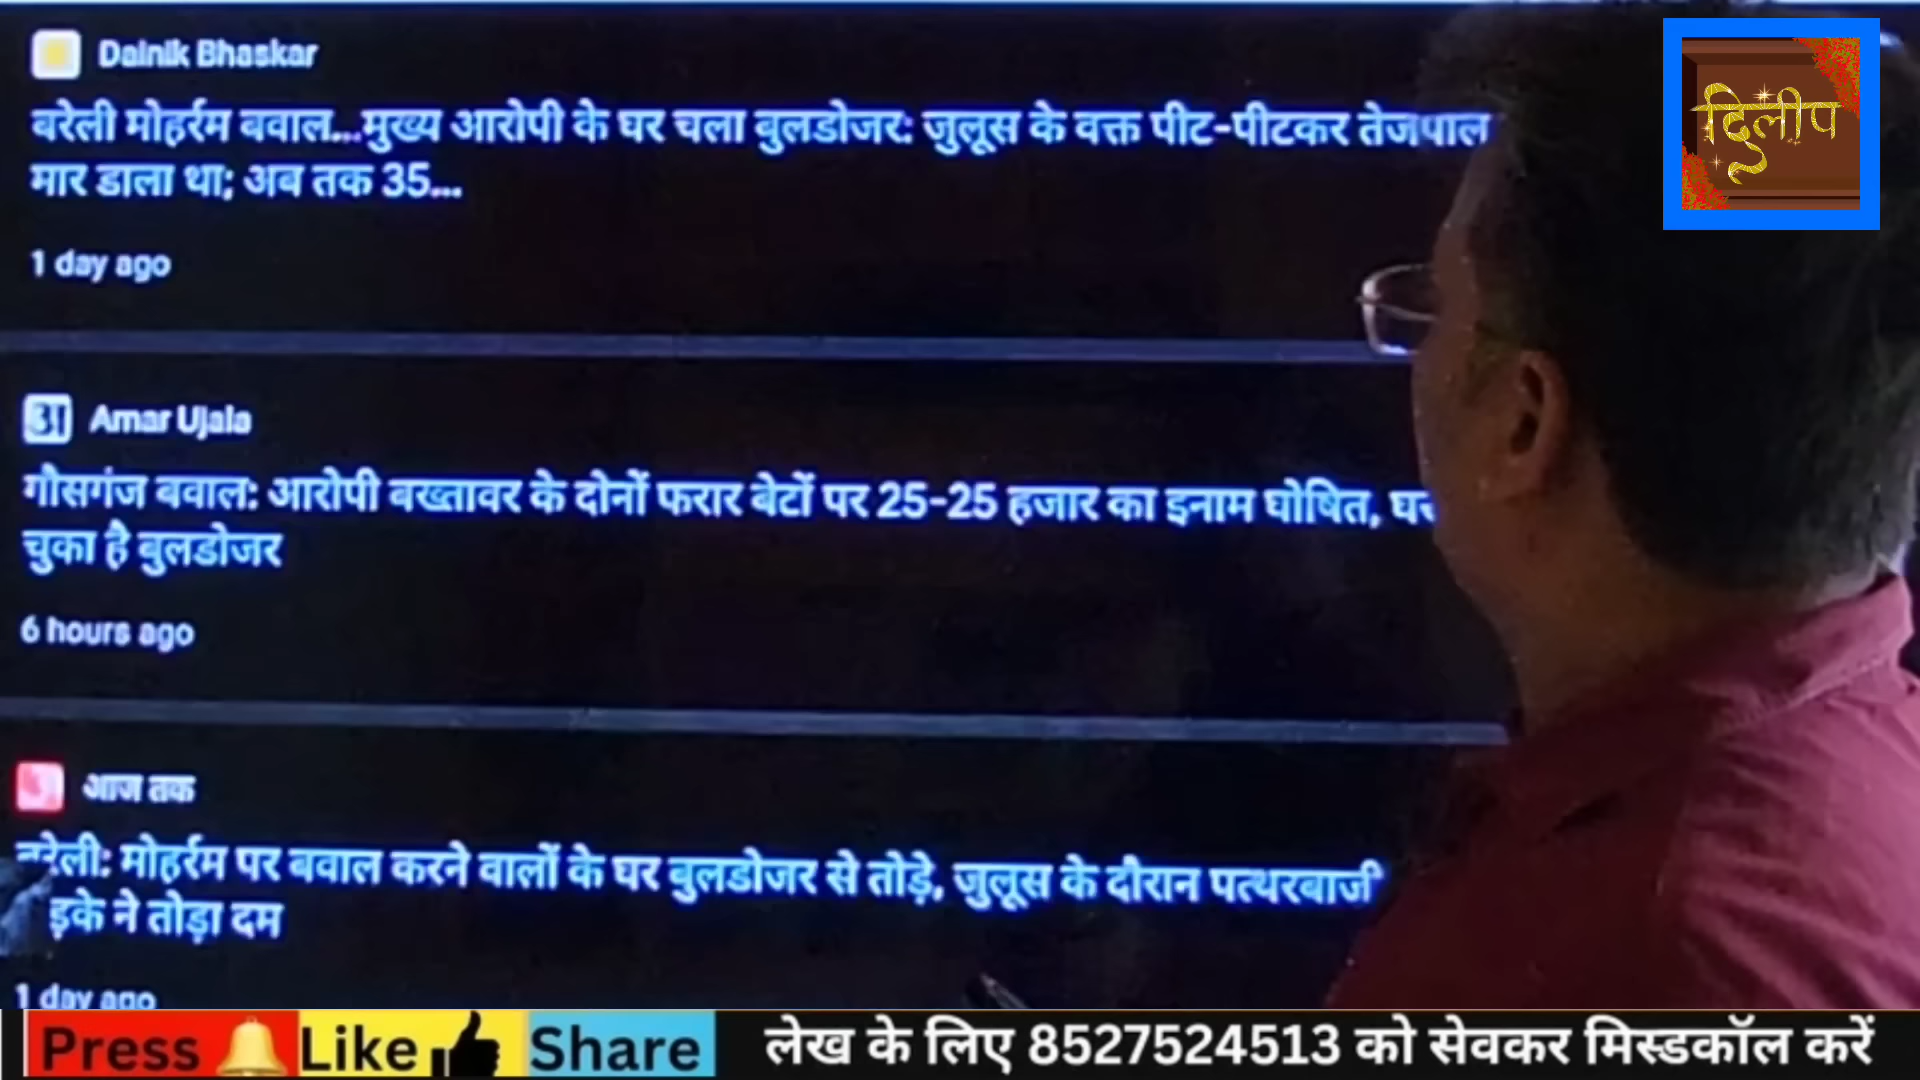 Dainik Bhaskar
बरेली मोहर्रम बवाल...मुख्य आरोपी के घर चला बुलडोजर: जुलूस के वक्त पीट-पीटकर तेजपाल
मार डाला था; अब तक 35...
1 day ago
अ Amar Ujala
गौसगंज बवाल: आरोपी बख्तावर के दोनों फरार बेटों पर 25-25 हजार का इनाम घोषित,
चुका है बुलडोजर
6 hours ago
आज तक
बरेली: मोहर्रम पर बवाल करने वालों के घर बुलडोजर से तोड़े, जुलूस के दौरान पत्थरबाजी
ड़के ने तोड़ा दम
1 day ago
दिलीप
Press Like Share लेख के लिए 8527524513 को सेवकर मिस्डकॉल करें